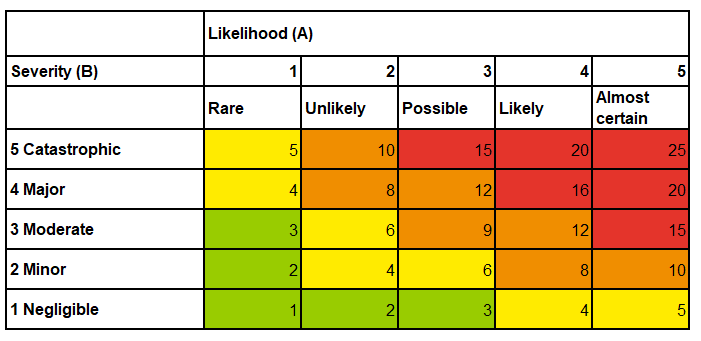 Likelihood (A)
Severity (B) 1 2 3 4 5
Rare Unlikely Possible Likely Almost
certain
5 Catastrophic 5 10 15 20 25
4 Major 4 8 12 16 20
3 Moderate 3 6 9 12 15
2 Minor 2 4 6 8 10
1 Negligible 1 2 3 4 5